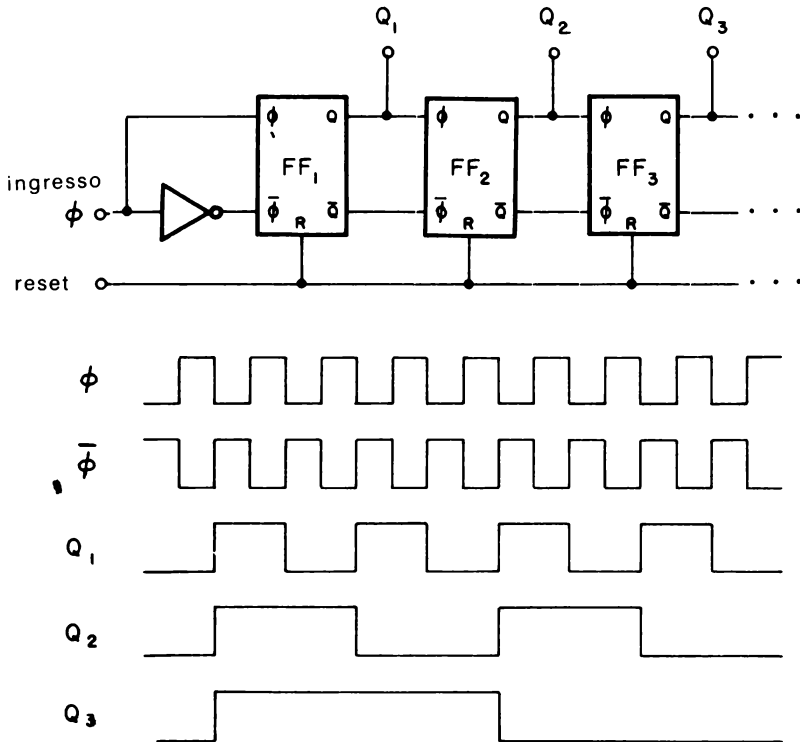 Q₁ Q₂ Q₃
ϕ Q ϕ Q ϕ Q
FF₁ FF₂ FF₃
ingresso
ϕ ϕ̅ Q̅ ϕ̅ Q̅ ϕ̅ Q̅
R R R
reset
ϕ
ϕ̅
Q₁
Q₂
Q₃